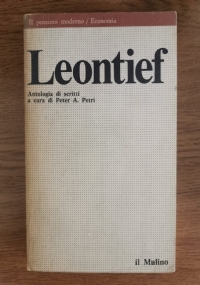 Il pensiero moderno / Economia
Leontief
Antologia di scritti
a cura di Peter A. Petri
il Mulino